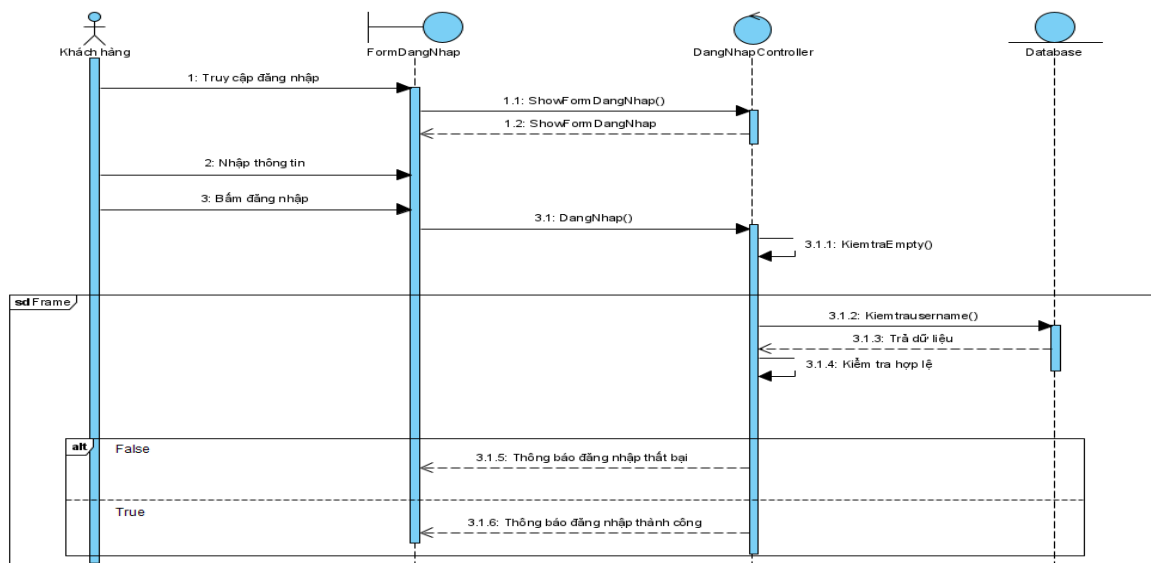 Khách hàng
FormDangNhap
DangNhapController
Database
1: Truy cập đăng nhập
1.1: ShowFormDangNhap()
1.2: ShowFormDangNhap
2: Nhập thông tin
3: Bấm đăng nhập
3.1: DangNhap()
3.1.1: KiemtraEmpty()
sd Frame
3.1.2: Kiemtrausername()
3.1.3: Trả dữ liệu
3.1.4: Kiểm tra hợp lệ
alt
False
3.1.5: Thông báo đăng nhập thất bại
True
3.1.6: Thông báo đăng nhập thành công